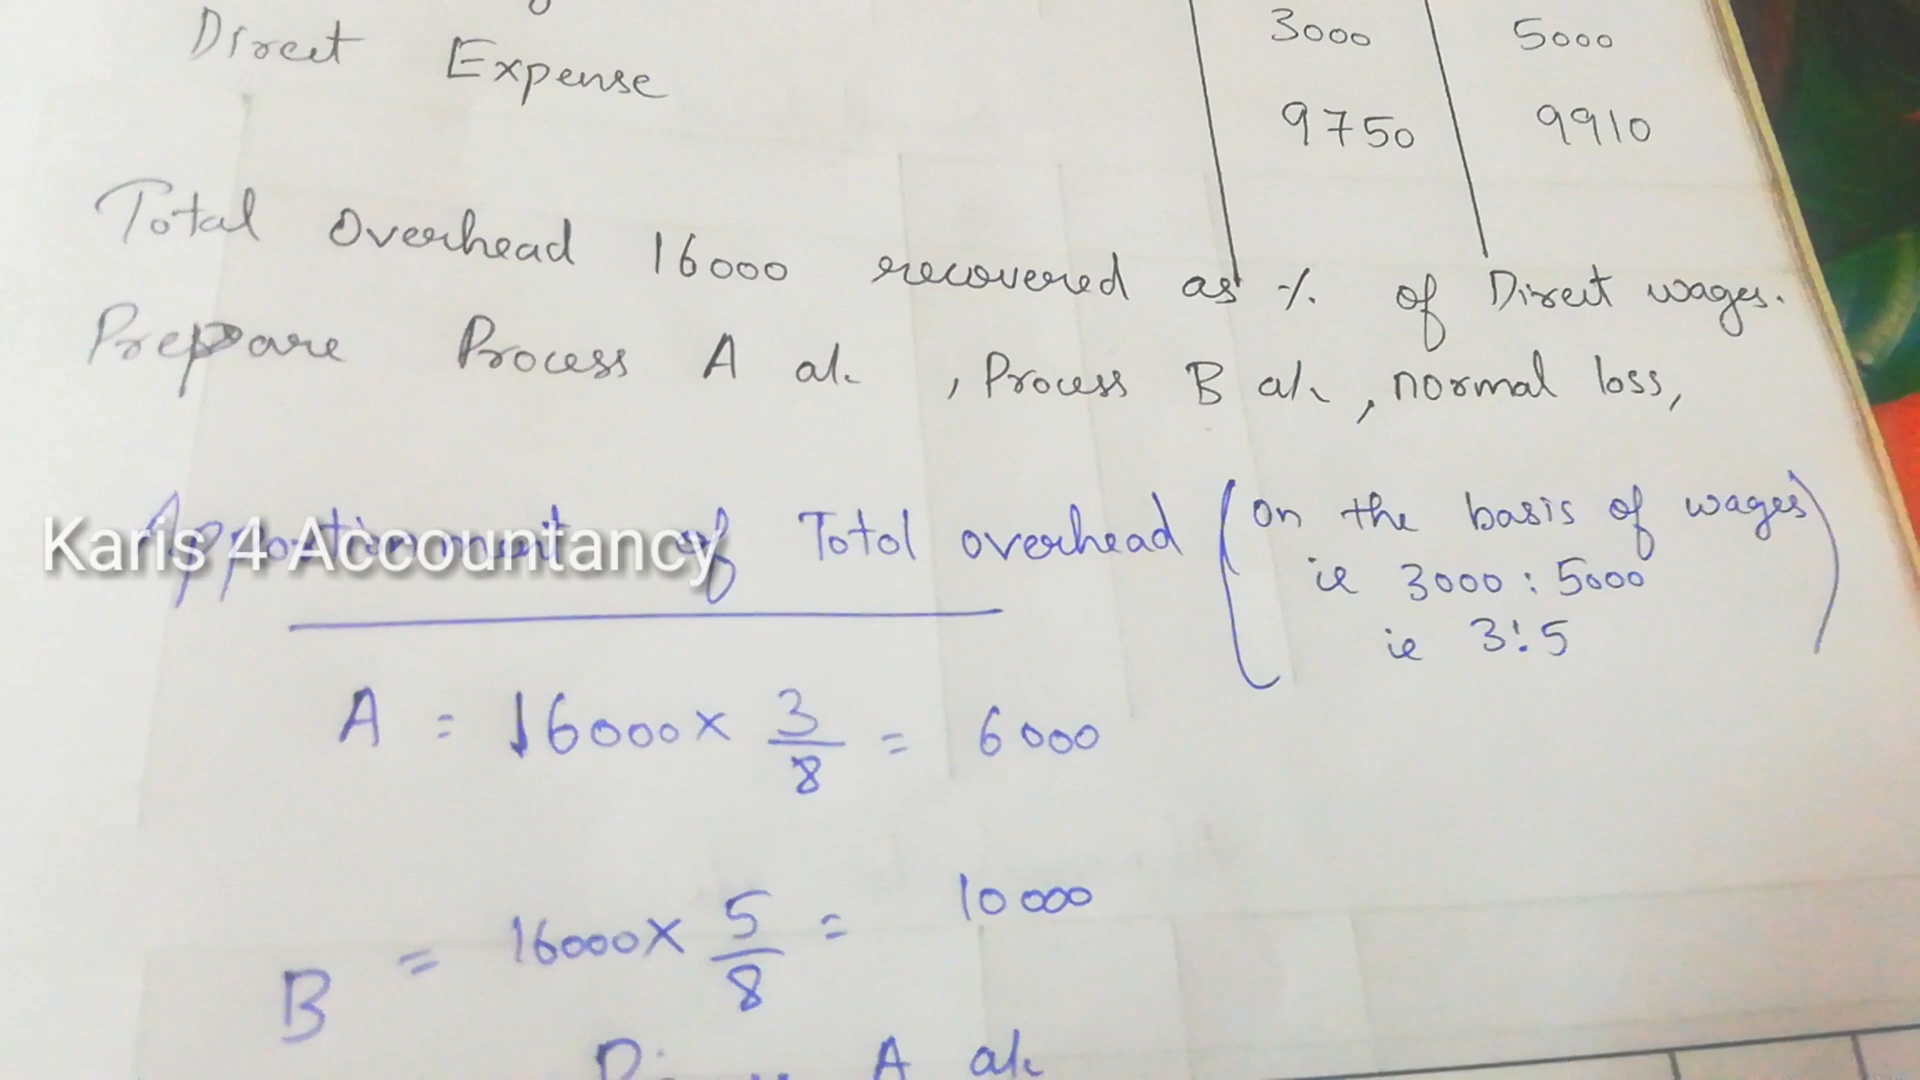 3000 5000
Direct Expense 9750 9910
Total Overhead 16000 recovered as % of Direct wages.
Prepare Process A a/c, Process B a/c, normal loss,
Apportionment of Total overhead (on the basis of wages
ie 3000 : 5000
ie 3:5)
Karis 4 Accountancy
A = 16000 × 3/8 = 6000
B = 16000 × 5/8 = 10000
A a/c